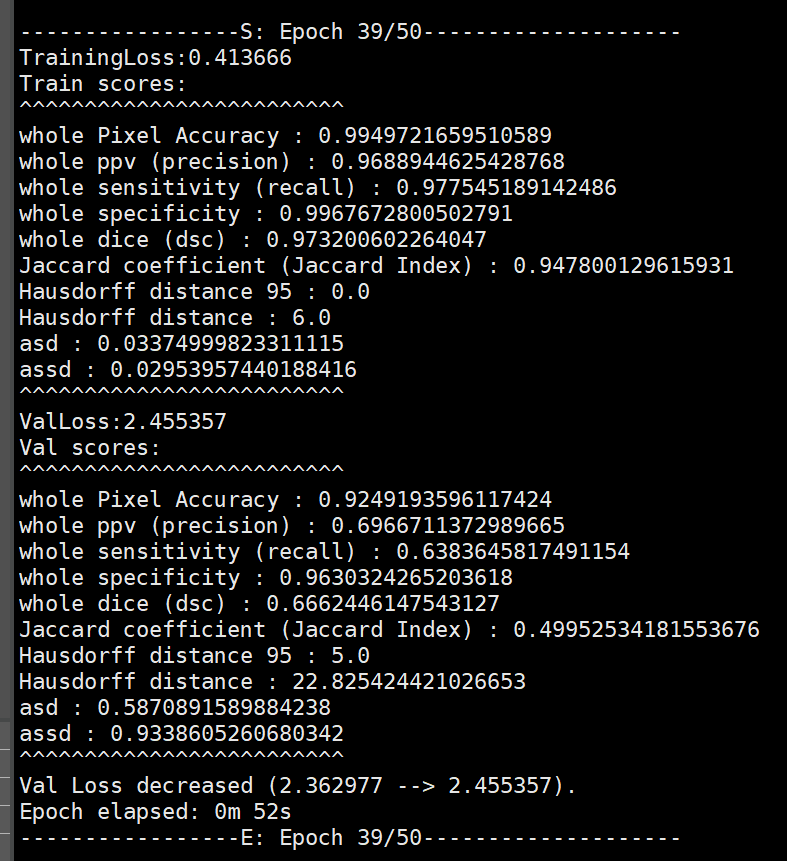 -----------------S: Epoch 39/50--------------------
TrainingLoss:0.413666
Train scores:
^^^^^^^^^^^^^^^^^^^^^^^^^
whole Pixel Accuracy : 0.9949721659510589
whole ppv (precision) : 0.9688944625428768
whole sensitivity (recall) : 0.977545189142486
whole specificity : 0.9967672800502791
whole dice (dsc) : 0.973200602264047
Jaccard coefficient (Jaccard Index) : 0.947800129615931
Hausdorff distance 95 : 0.0
Hausdorff distance : 6.0
asd : 0.03374999823311115
assd : 0.02953957440188416
^^^^^^^^^^^^^^^^^^^^^^^^^
ValLoss:2.455357
Val scores:
^^^^^^^^^^^^^^^^^^^^^^^^^
whole Pixel Accuracy : 0.9249193596117424
whole ppv (precision) : 0.6966711372989665
whole sensitivity (recall) : 0.6383645817491154
whole specificity : 0.9630324265203618
whole dice (dsc) : 0.6662446147543127
Jaccard coefficient (Jaccard Index) : 0.49952534181553676
Hausdorff distance 95 : 5.0
Hausdorff distance : 22.825424421026653
asd : 0.5870891589884238
assd : 0.9338605260680342
^^^^^^^^^^^^^^^^^^^^^^^^^
Val Loss decreased (2.362977 --> 2.455357).
Epoch elapsed: 0m 52s
-----------------E: Epoch 39/50--------------------